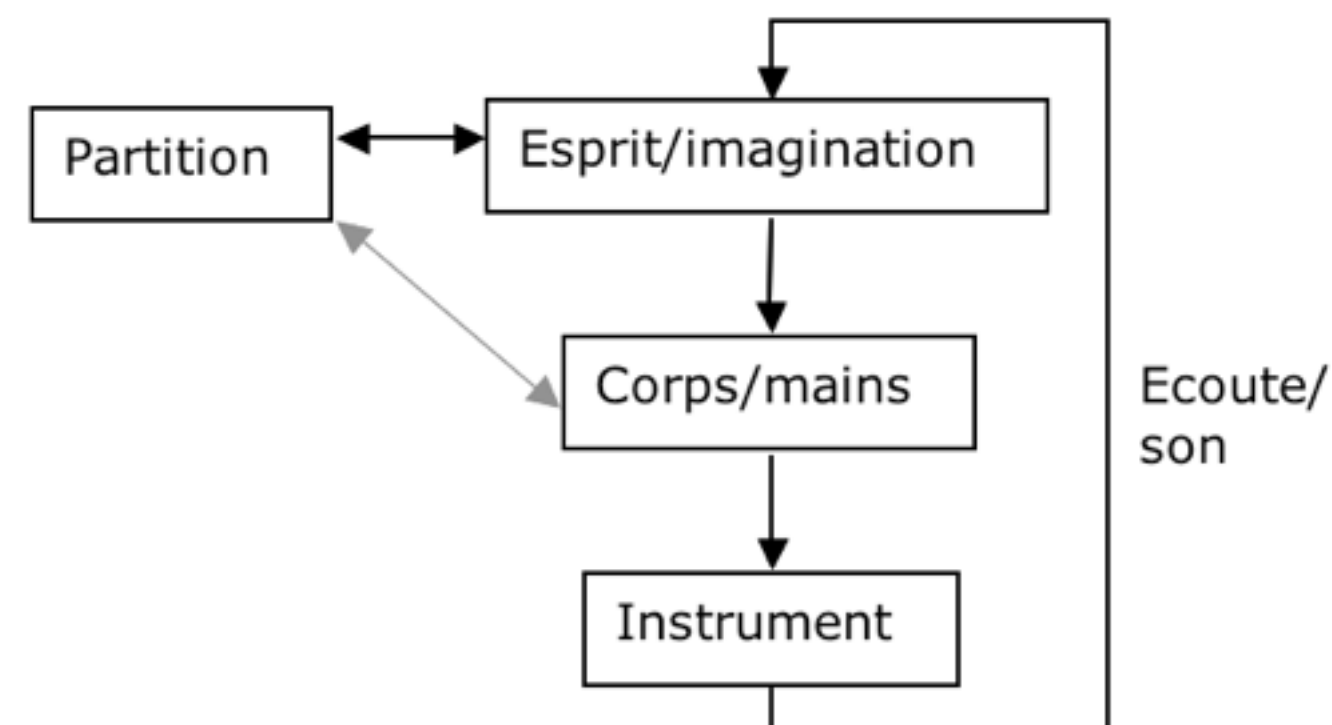 Partition
Esprit/imagination
Corps/mains
Ecoute/
son
Instrument